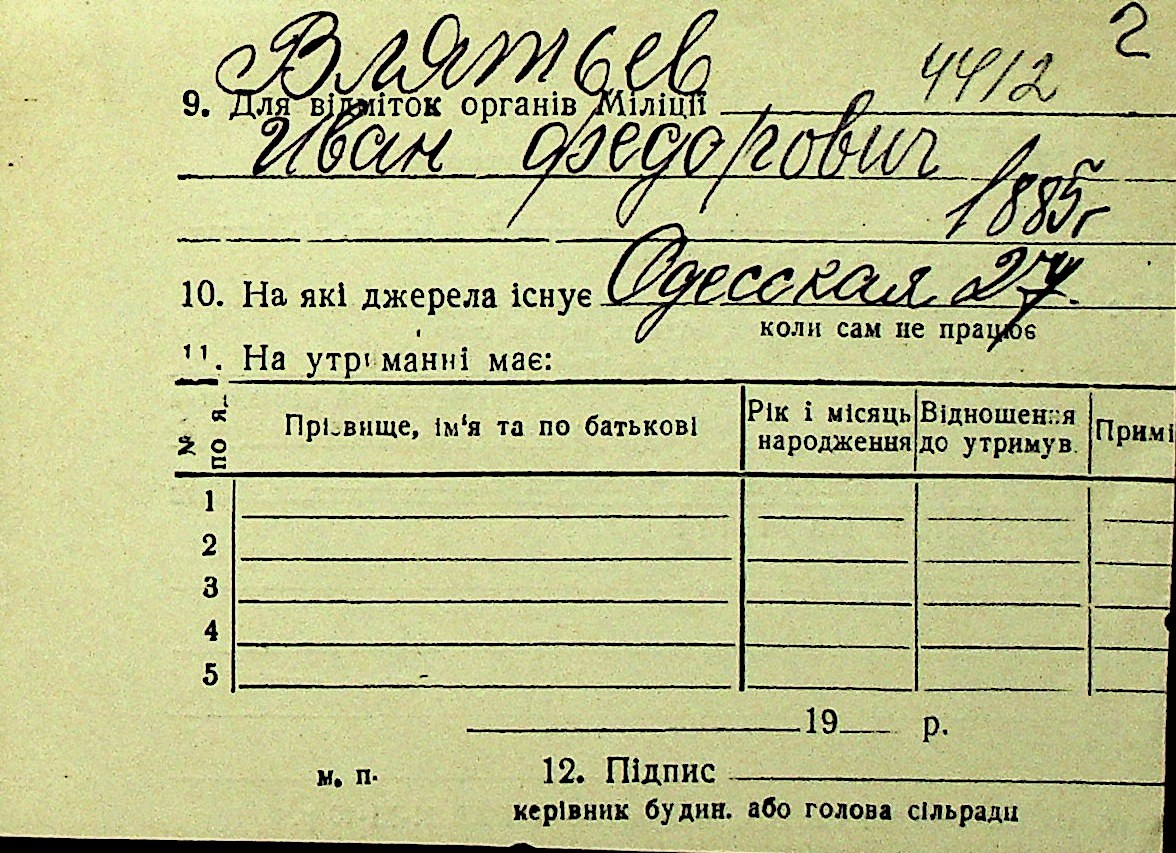 2
Влятьев 4412
9. Для відміток органів Міліції
Иван Федорович
1885г
10. На які джерела існує Одесская 27
коли сам не працює
11. На утриманні має:
№ по
Прізвище, ім'я та по батькові
Рік і місяць народження
Відношення до утримув.
Примі
1
2
3
4
5
19 р.
м. п. 12. Підпис
керівник будин. або голова сільради